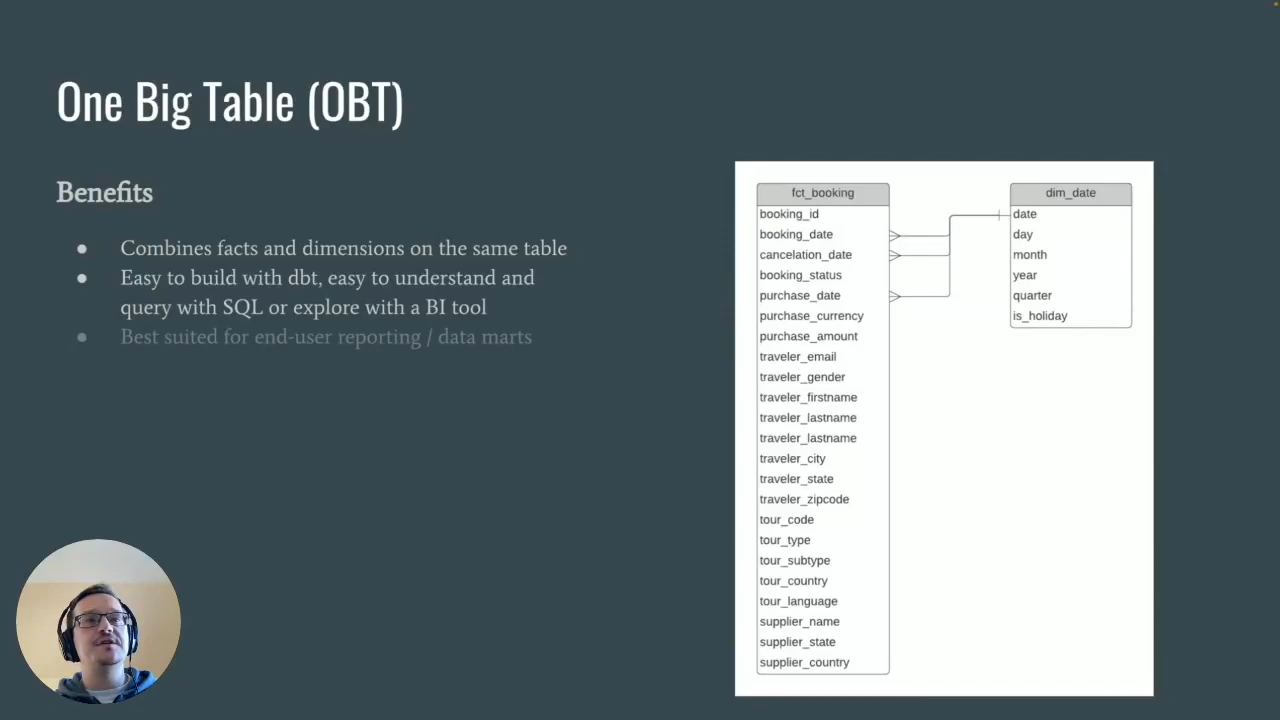 One Big Table (OBT)
Benefits
● Combines facts and dimensions on the same table
● Easy to build with dbt, easy to understand and
query with SQL or explore with a BI tool
● Best suited for end-user reporting / data marts
fct_booking
booking_id
booking_date
cancelation_date
booking_status
purchase_date
purchase_currency
purchase_amount
traveler_email
traveler_gender
traveler_firstname
traveler_lastname
traveler_lastname
traveler_city
traveler_state
traveler_zipcode
tour_code
tour_type
tour_subtype
tour_country
tour_language
supplier_name
supplier_state
supplier_country
dim_date
date
day
month
year
quarter
is_holiday